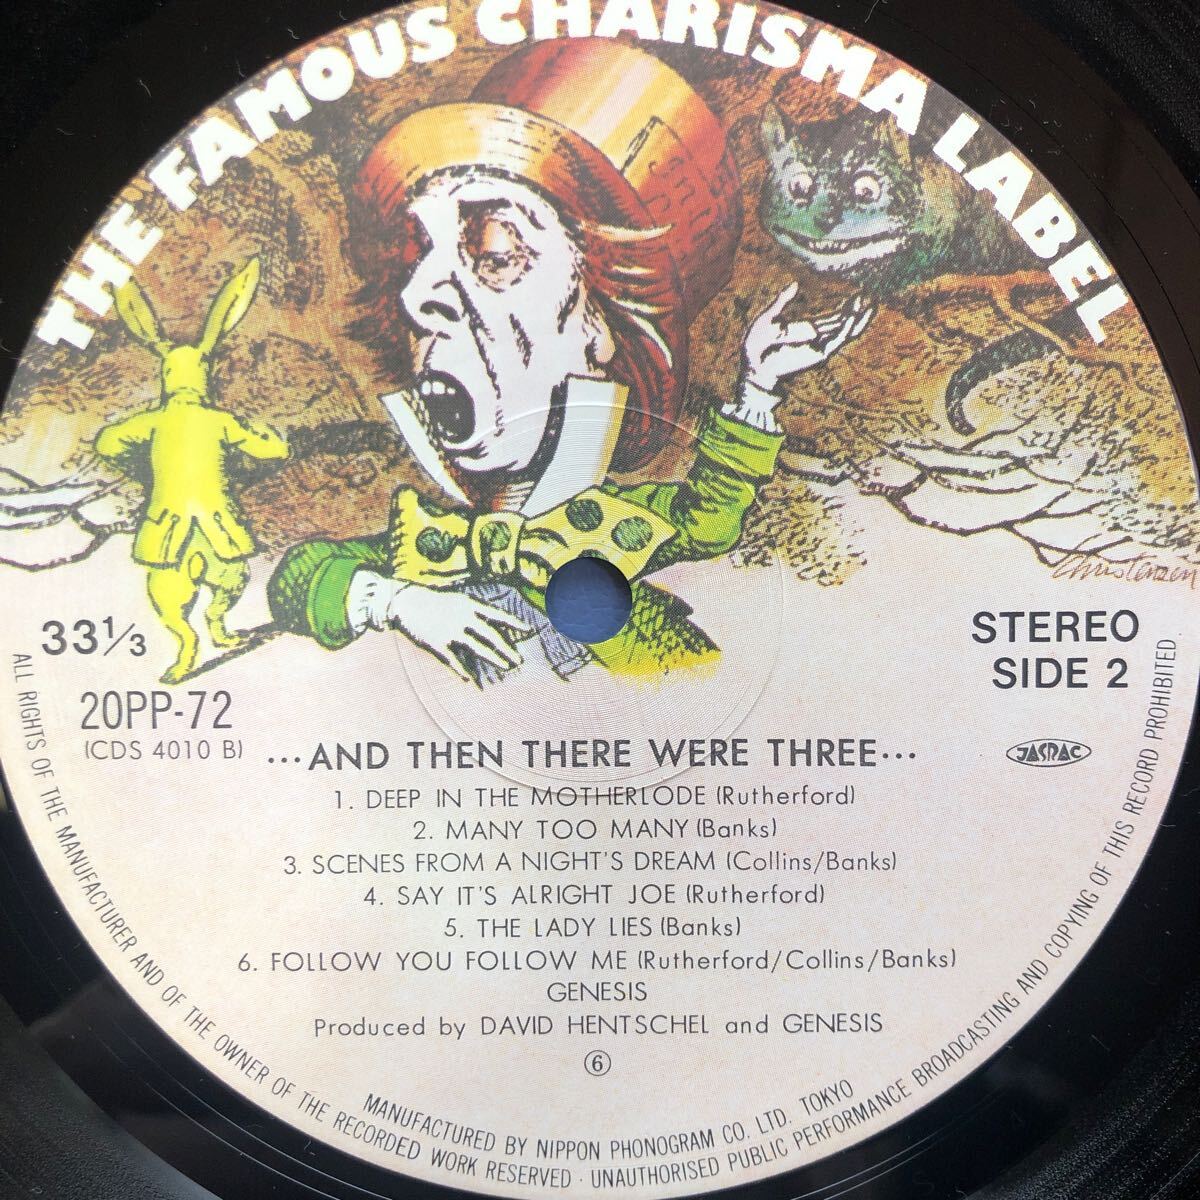 THE FAMOUS CHARISMA LABEL
Christensen
33⅓
STEREO
SIDE 2
20PP-72
(CDS 4010 B)
JASRAC
...AND THEN THERE WERE THREE...
1. DEEP IN THE MOTHERLODE (Rutherford)
2. MANY TOO MANY (Banks)
3. SCENES FROM A NIGHT'S DREAM (Collins/Banks)
4. SAY IT'S ALRIGHT JOE (Rutherford)
5. THE LADY LIES (Banks)
6. FOLLOW YOU FOLLOW ME (Rutherford/Collins/Banks)
GENESIS
Produced by DAVID HENTSCHEL and GENESIS
⑥
MANUFACTURED BY NIPPON PHONOGRAM CO. LTD. TOKYO
ALL RIGHTS OF THE MANUFACTURER AND OF THE OWNER OF THE RECORDED WORK RESERVED · UNAUTHORISED PUBLIC PERFORMANCE BROADCASTING AND COPYING OF THIS RECORD PROHIBITED